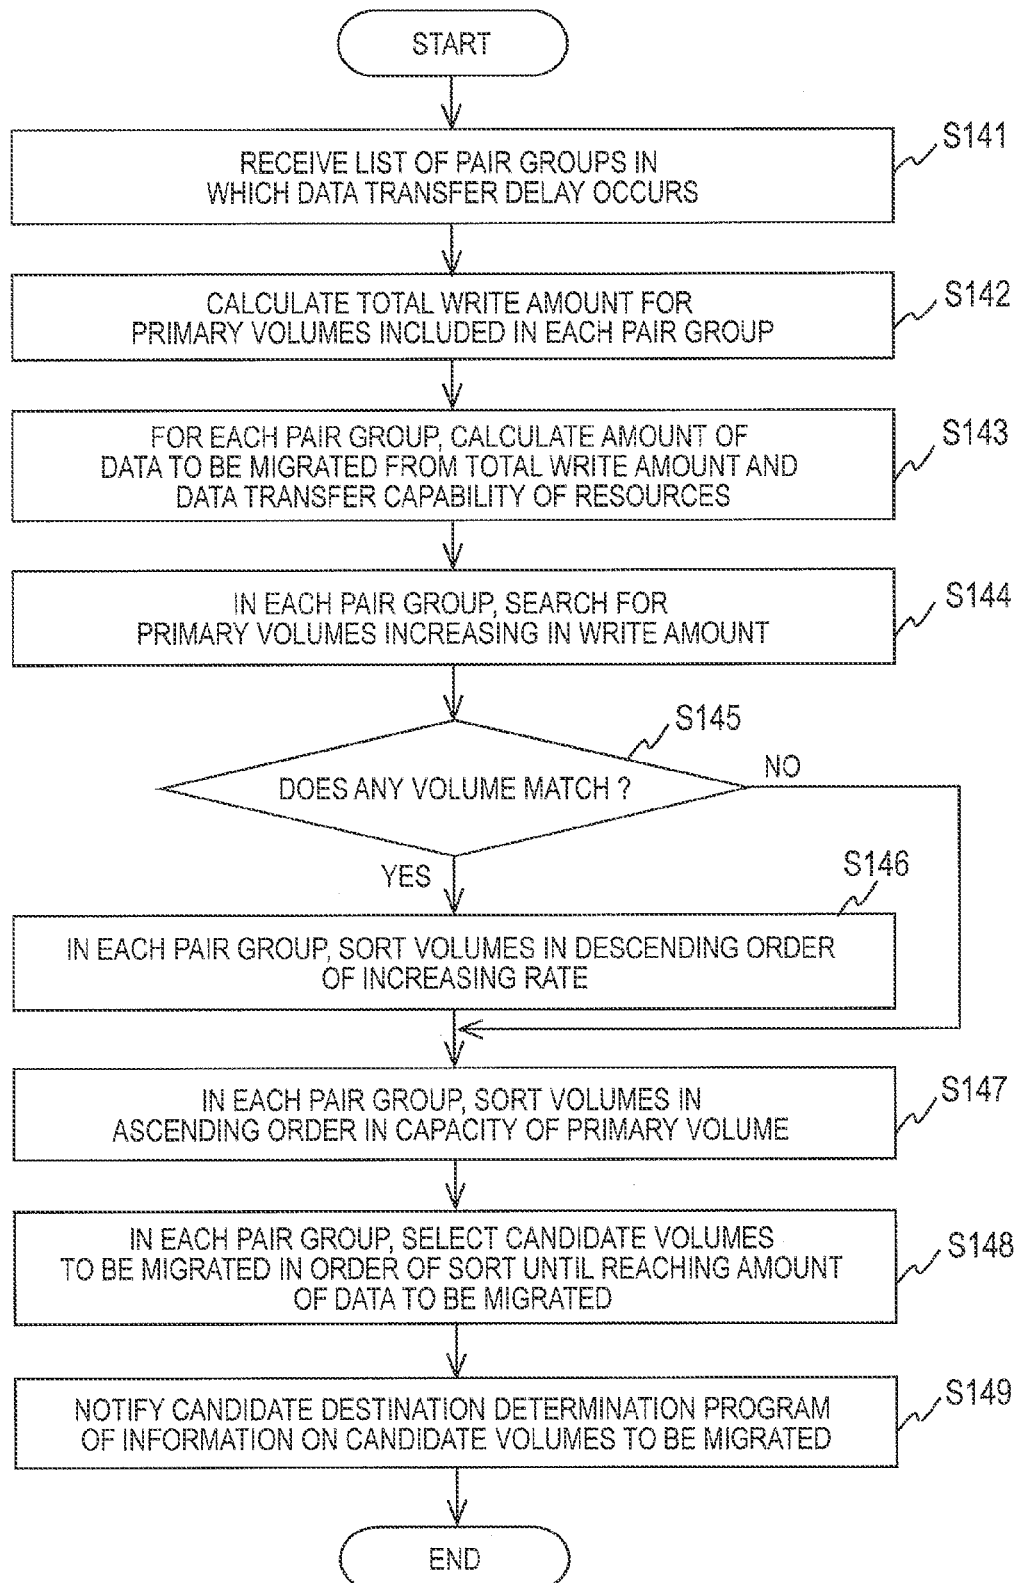 START
S141
RECEIVE LIST OF PAIR GROUPS IN
WHICH DATA TRANSFER DELAY OCCURS
S142
CALCULATE TOTAL WRITE AMOUNT FOR
PRIMARY VOLUMES INCLUDED IN EACH PAIR GROUP
S143
FOR EACH PAIR GROUP, CALCULATE AMOUNT OF
DATA TO BE MIGRATED FROM TOTAL WRITE AMOUNT AND
DATA TRANSFER CAPABILITY OF RESOURCES
S144
IN EACH PAIR GROUP, SEARCH FOR
PRIMARY VOLUMES INCREASING IN WRITE AMOUNT
S145
DOES ANY VOLUME MATCH ?
NO
YES
S146
IN EACH PAIR GROUP, SORT VOLUMES IN DESCENDING ORDER
OF INCREASING RATE
S147
IN EACH PAIR GROUP, SORT VOLUMES IN
ASCENDING ORDER IN CAPACITY OF PRIMARY VOLUME
S148
IN EACH PAIR GROUP, SELECT CANDIDATE VOLUMES
TO BE MIGRATED IN ORDER OF SORT UNTIL REACHING AMOUNT
OF DATA TO BE MIGRATED
S149
NOTIFY CANDIDATE DESTINATION DETERMINATION PROGRAM
OF INFORMATION ON CANDIDATE VOLUMES TO BE MIGRATED
END